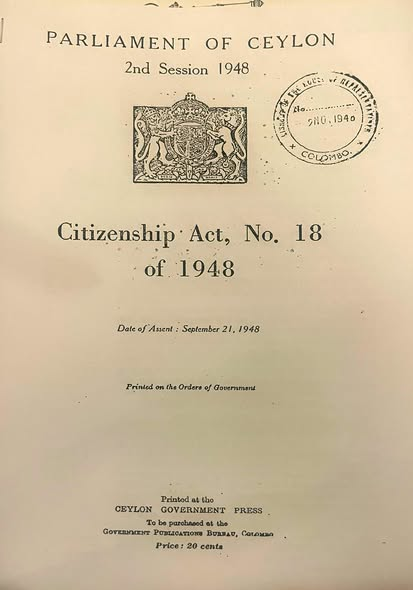 PARLIAMENT OF CEYLON
2nd Session 1948
No.
COLOMBO.
Citizenship Act, No. 18
of 1948
Date of Assent : September 21, 1948
Printed on the Orders of Government
Printed at the
CEYLON GOVERNMENT PRESS
To be purchased at the
GOVERNMENT PUBLICATIONS BUREAU, COLOMBO
Price : 20 cents